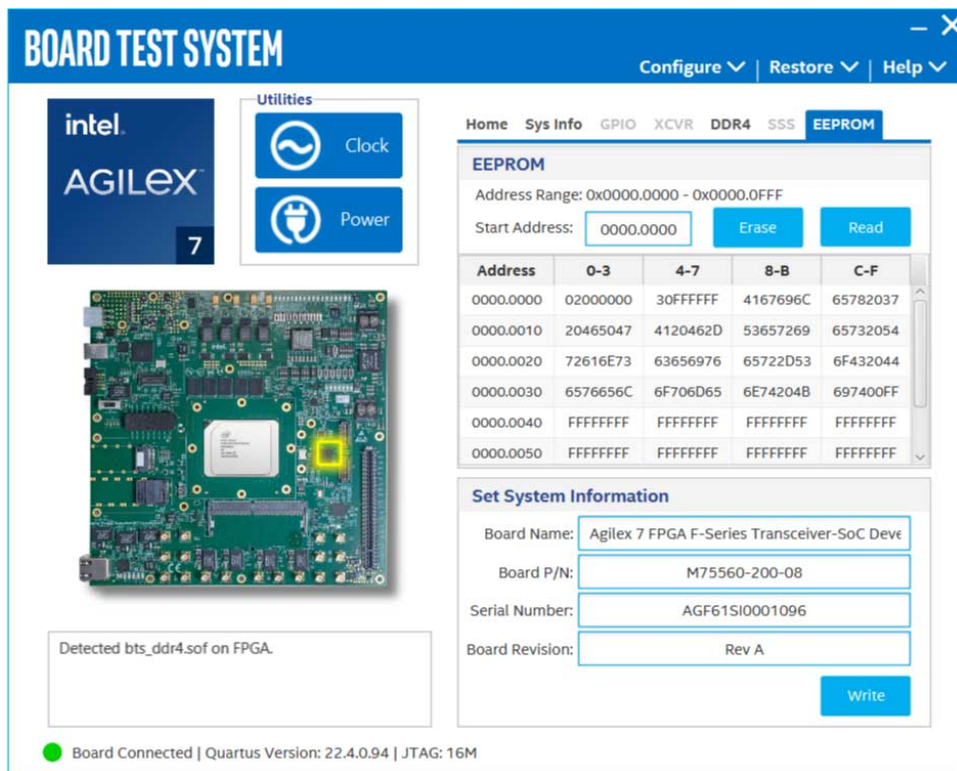 BOARD TEST SYSTEM
Configure | Restore | Help
intel.
AGILEX™
7
Utilities
Clock
Power
Home Sys Info GPIO XCVR DDR4 SSS EEPROM
EEPROM
Address Range: 0x0000.0000 - 0x0000.0FFF
Start Address: 0000.0000 Erase Read
Address 0-3 4-7 8-B C-F
0000.0000 02000000 30FFFFFF 4167696C 65782037
0000.0010 20465047 4120462D 53657269 65732054
0000.0020 72616E73 63656976 65722D53 6F432044
0000.0030 6576656C 6F706D65 6E74204B 697400FF
0000.0040 FFFFFFFF FFFFFFFF FFFFFFFF FFFFFFFF
0000.0050 FFFFFFFF FFFFFFFF FFFFFFFF FFFFFFFF
Set System Information
Board Name: Agilex 7 FPGA F-Series Transceiver-SoC Deve
Board P/N: M75560-200-08
Serial Number: AGF61SI0001096
Board Revision: Rev A
Write
Detected bts_ddr4.sof on FPGA.
Board Connected | Quartus Version: 22.4.0.94 | JTAG: 16M